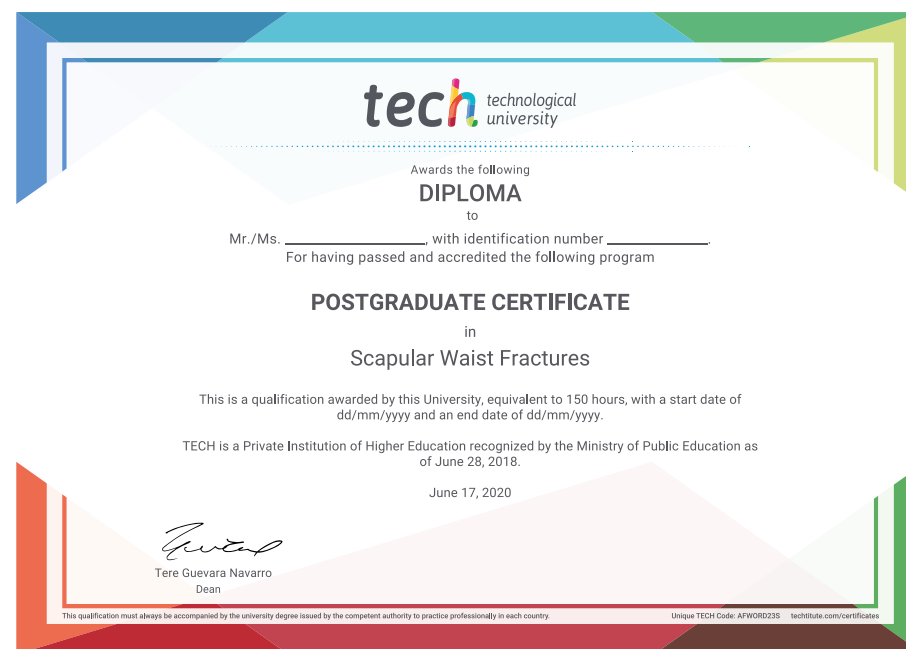 tech technological
university
Awards the following
DIPLOMA
to
Mr./Ms. ____________________, with identification number ______________.
For having passed and accredited the following program
POSTGRADUATE CERTIFICATE
in
Scapular Waist Fractures
This is a qualification awarded by this University, equivalent to 150 hours, with a start date of
dd/mm/yyyy and an end date of dd/mm/yyyy.
TECH is a Private Institution of Higher Education recognized by the Ministry of Public Education as
of June 28, 2018.
June 17, 2020
Tere Guevara Navarro
Dean
This qualification must always be accompanied by the university degree issued by the competent authority to practice professionally in each country. Unique TECH Code: AFWORD23S techtitute.com/certificates